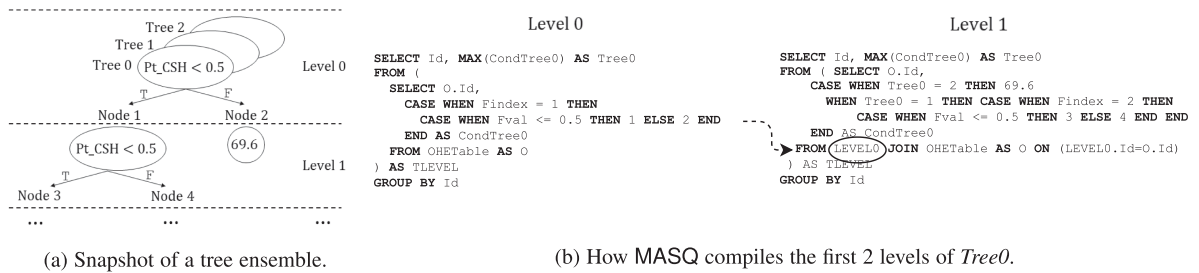 Tree 2
Tree 1
Tree 0
Pt_CSH < 0.5
Level 0
T
F
Node 1
Node 2
Pt_CSH < 0.5
69.6
Level 1
T
F
Node 3
Node 4
...
...
...
(a) Snapshot of a tree ensemble.
Level 0
SELECT Id, MAX(CondTree0) AS Tree0
FROM (
SELECT O.Id,
CASE WHEN Findex = 1 THEN
CASE WHEN Fval <= 0.5 THEN 1 ELSE 2 END
END AS CondTree0
FROM OHETable AS O
) AS TLEVEL
GROUP BY Id
Level 1
SELECT Id, MAX(CondTree0) AS Tree0
FROM ( SELECT O.Id,
CASE WHEN Tree0 = 2 THEN 69.6
WHEN Tree0 = 1 THEN CASE WHEN Findex = 2 THEN
CASE WHEN Fval <= 0.5 THEN 3 ELSE 4 END END
END AS CondTree0
FROM LEVEL0 JOIN OHETable AS O ON (LEVEL0.Id=O.Id)
) AS TLEVEL
GROUP BY Id
(b) How MASQ compiles the first 2 levels of Tree0.